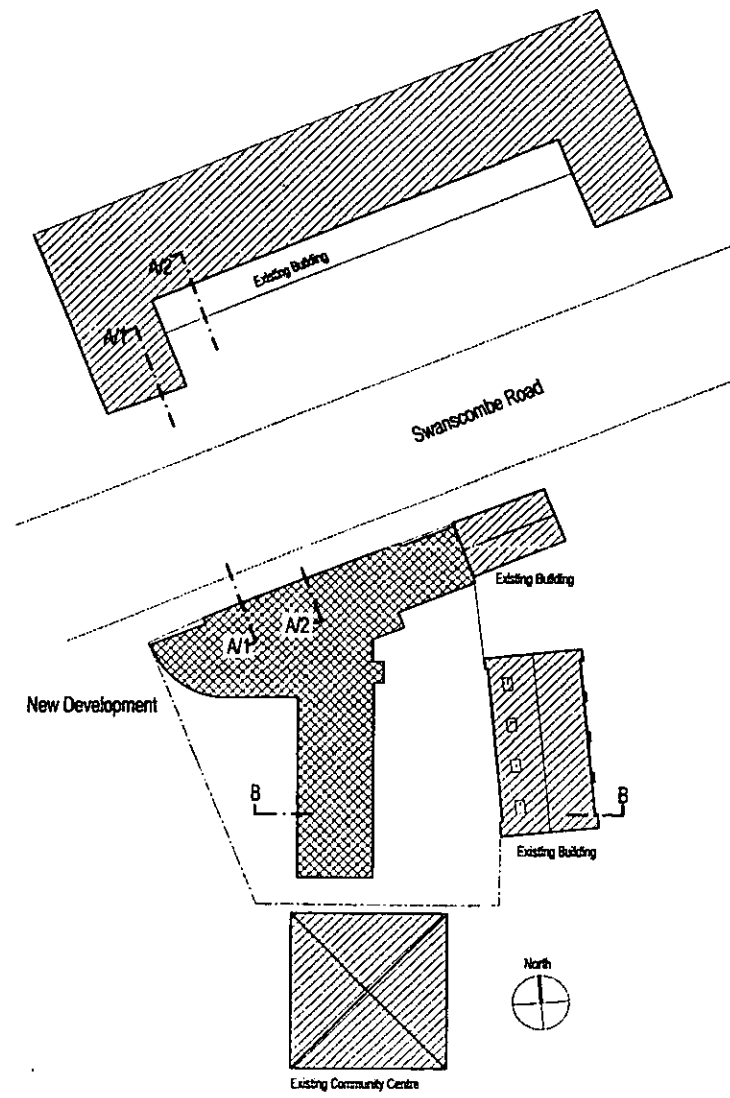 A/2
Existing Building
A/1
Swanscombe Road
Existing Building
A/1
A/2
New Development
B
B
Existing Building
North
Existing Community Centre